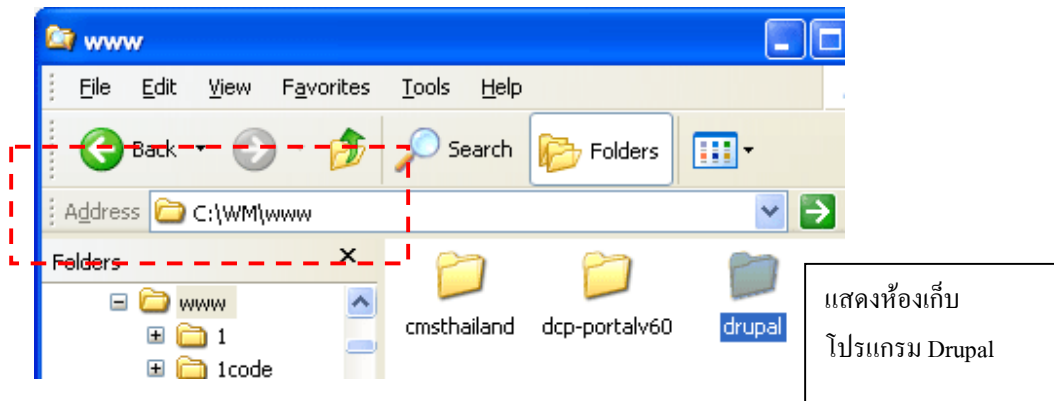 www
File Edit View Favorites Tools Help
Back Search Folders
Address C:\WM\www
Folders
www
1
1code
cmsthailand dcp-portalv60 drupal
แสดงห้องเก็บ
โปรแกรม Drupal